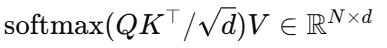 softmax(QK^⊤/√d)V ∈ ℝ^{N×d}